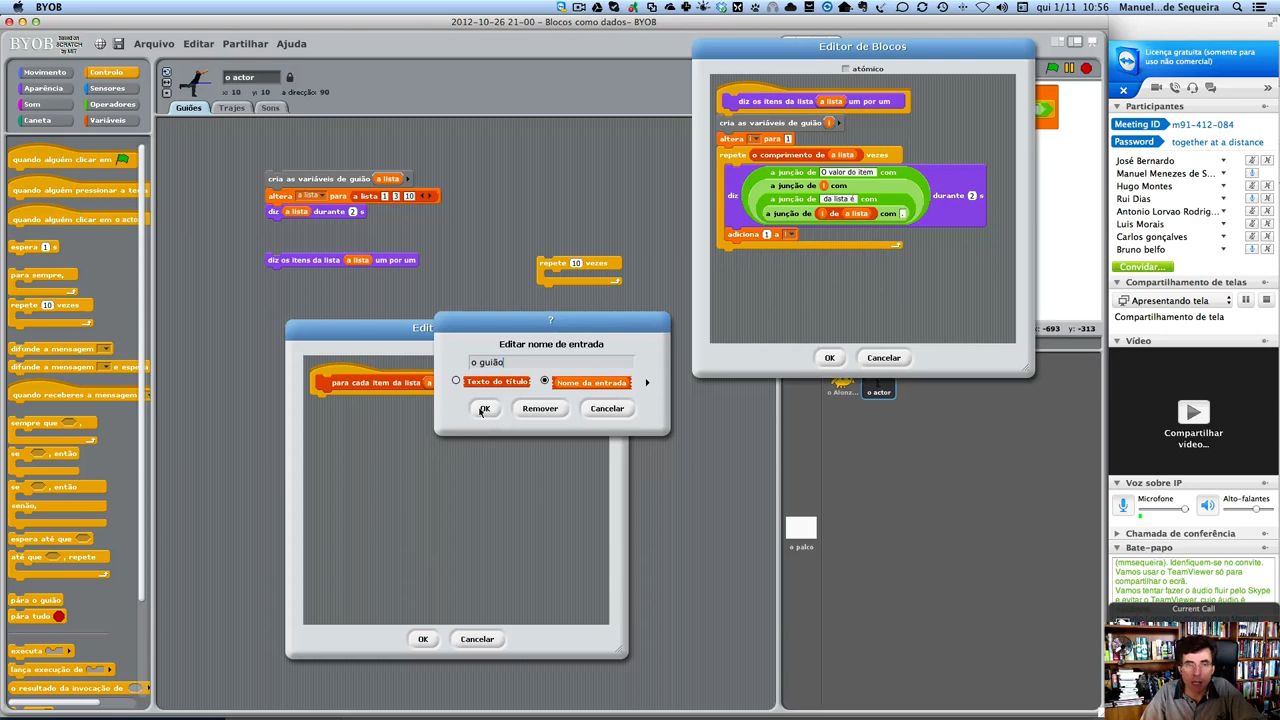 BYOB
qui 1/11 10:56 Manuel...de Sequeira
2012-10-26 21-00 - Blocos como dados- BYOB
BYOB
Arquivo Editar Partilhar Ajuda
Movimento Controlo
Aparência Sensores
Som Operadores
Caneta Variáveis
quando alguém clicar em
quando alguém pressionar a te
quando alguém clicar em o acto
espera 1 s
para sempre,
repete 10 vezes
difunde a mensagem
difunde a mensagem e esper
quando receberes a mensagem
sempre que ,
se , então
se , então
senão,
espera até que
até que , repete
pára o guião
pára tudo
executa
lança execução de
o resultado da invocação de
o actor
x: 10 y: 10 a direcção: 90
Guiões Trajes Sons
cria as variáveis de guião a lista
altera a lista para a lista 1 3 10
diz a lista durante 2 s
diz os itens da lista a lista um por um
repete 10 vezes
Edit
para cada item da lista a
OK Cancelar
?
Editar nome de entrada
o guião
Texto do título Nome da entrada
OK Remover Cancelar
Editor de Blocos
atómico
diz os itens da lista a lista um por um
cria as variáveis de guião i
altera i para 1
repete o comprimento de a lista vezes
diz a junção de O valor do item com a junção de i com a junção de da lista é com a junção de i de a lista com . durante 2 s
adiciona 1 a i
OK Cancelar
-693 y: -313
o Alonz... o actor
o palco
Licença gratuita (somente para
uso não comercial)
Participantes
Meeting ID m91-412-084
Password together at a distance
José Bernardo
Manuel Menezes de S...
Hugo Montes
Rui Dias
Antonio Lorvao Rodrig...
Luis Morais
Carlos gonçalves
Bruno belfo
Convidar...
Compartilhamento de telas
Apresentando tela
Compartilhamento de tela
Vídeo
Compartilhar
vídeo...
Voz sobre IP
Microfone Alto-falantes
Chamada de conferência
Bate-papo
(mmsequeira). Idenfiquem-se no convite.
Vamos usar o TeamViewer só para
compartilhar o ecrã.
Vamos tentar fazer o áudio fluir pelo Skype
e evitar o TeamViewer, cujo áudio é
Current Call